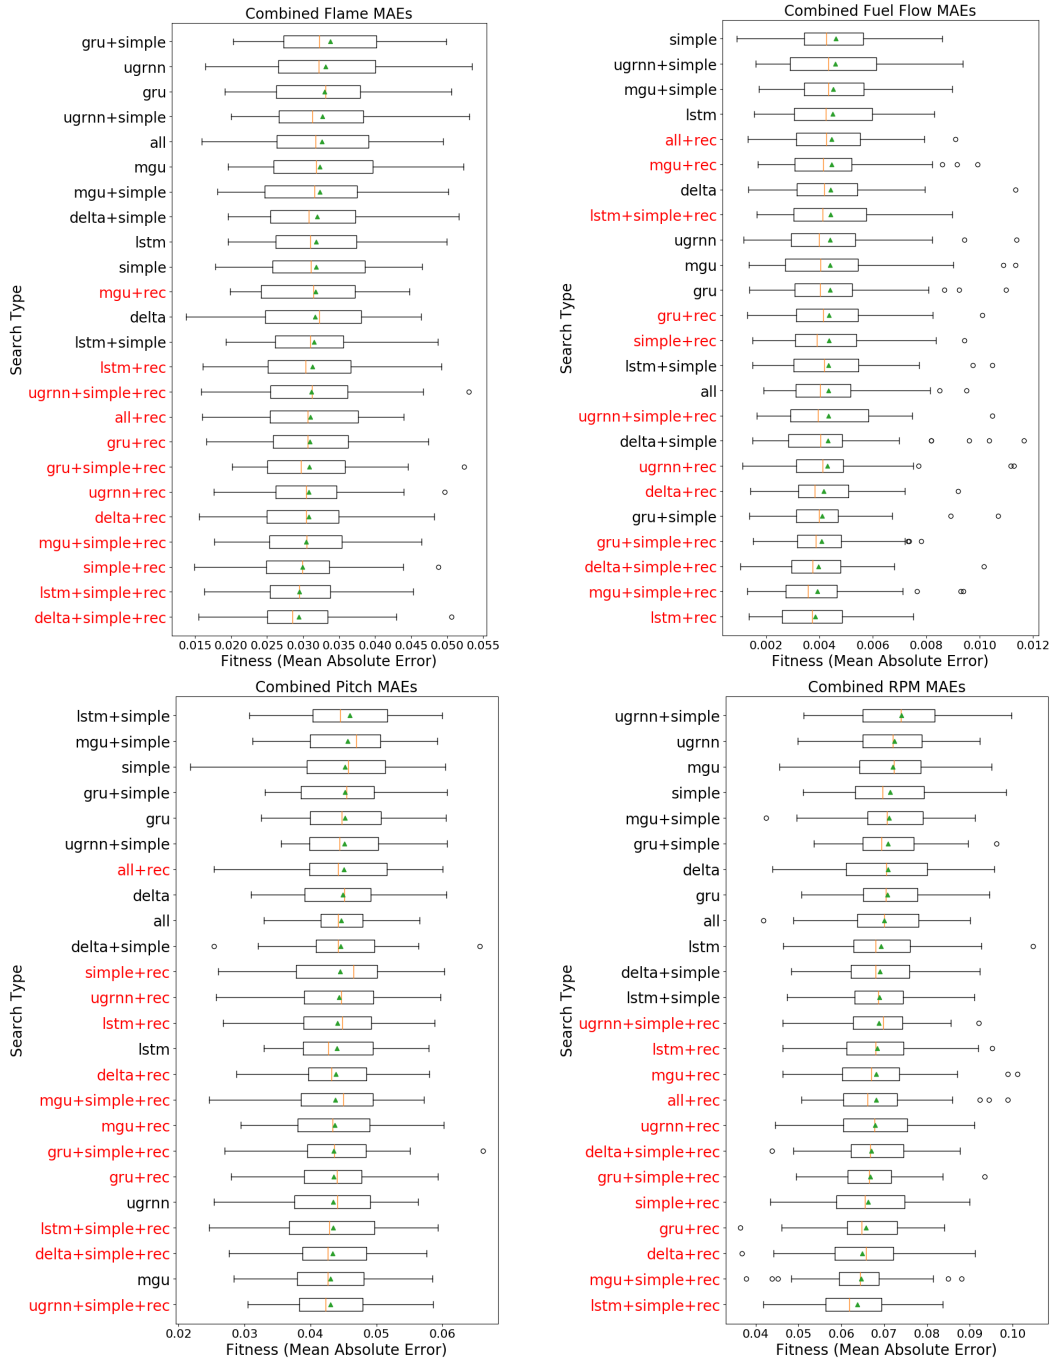 Combined Flame MAEs
gru+simple
ugrnn
gru
ugrnn+simple
all
mgu
mgu+simple
delta+simple
lstm
simple
mgu+rec
delta
lstm+simple
lstm+rec
ugrnn+simple+rec
all+rec
gru+rec
gru+simple+rec
ugrnn+rec
delta+rec
mgu+simple+rec
simple+rec
lstm+simple+rec
delta+simple+rec
Search Type
0.015 0.020 0.025 0.030 0.035 0.040 0.045 0.050 0.055
Fitness (Mean Absolute Error)
Combined Fuel Flow MAEs
simple
ugrnn+simple
mgu+simple
lstm
all+rec
mgu+rec
delta
lstm+simple+rec
ugrnn
mgu
gru
gru+rec
simple+rec
lstm+simple
all
ugrnn+simple+rec
delta+simple
ugrnn+rec
delta+rec
gru+simple
gru+simple+rec
delta+simple+rec
mgu+simple+rec
lstm+rec
Search Type
0.002 0.004 0.006 0.008 0.010 0.012
Fitness (Mean Absolute Error)
Combined Pitch MAEs
lstm+simple
mgu+simple
simple
gru+simple
gru
ugrnn+simple
all+rec
delta
all
delta+simple
simple+rec
ugrnn+rec
lstm+rec
lstm
delta+rec
mgu+simple+rec
mgu+rec
gru+simple+rec
gru+rec
ugrnn
lstm+simple+rec
delta+simple+rec
mgu
ugrnn+simple+rec
Search Type
0.02 0.03 0.04 0.05 0.06
Fitness (Mean Absolute Error)
Combined RPM MAEs
ugrnn+simple
ugrnn
mgu
simple
mgu+simple
gru+simple
delta
gru
all
lstm
delta+simple
lstm+simple
ugrnn+simple+rec
lstm+rec
mgu+rec
all+rec
ugrnn+rec
delta+simple+rec
gru+simple+rec
simple+rec
gru+rec
delta+rec
mgu+simple+rec
lstm+simple+rec
Search Type
0.04 0.05 0.06 0.07 0.08 0.09 0.10
Fitness (Mean Absolute Error)